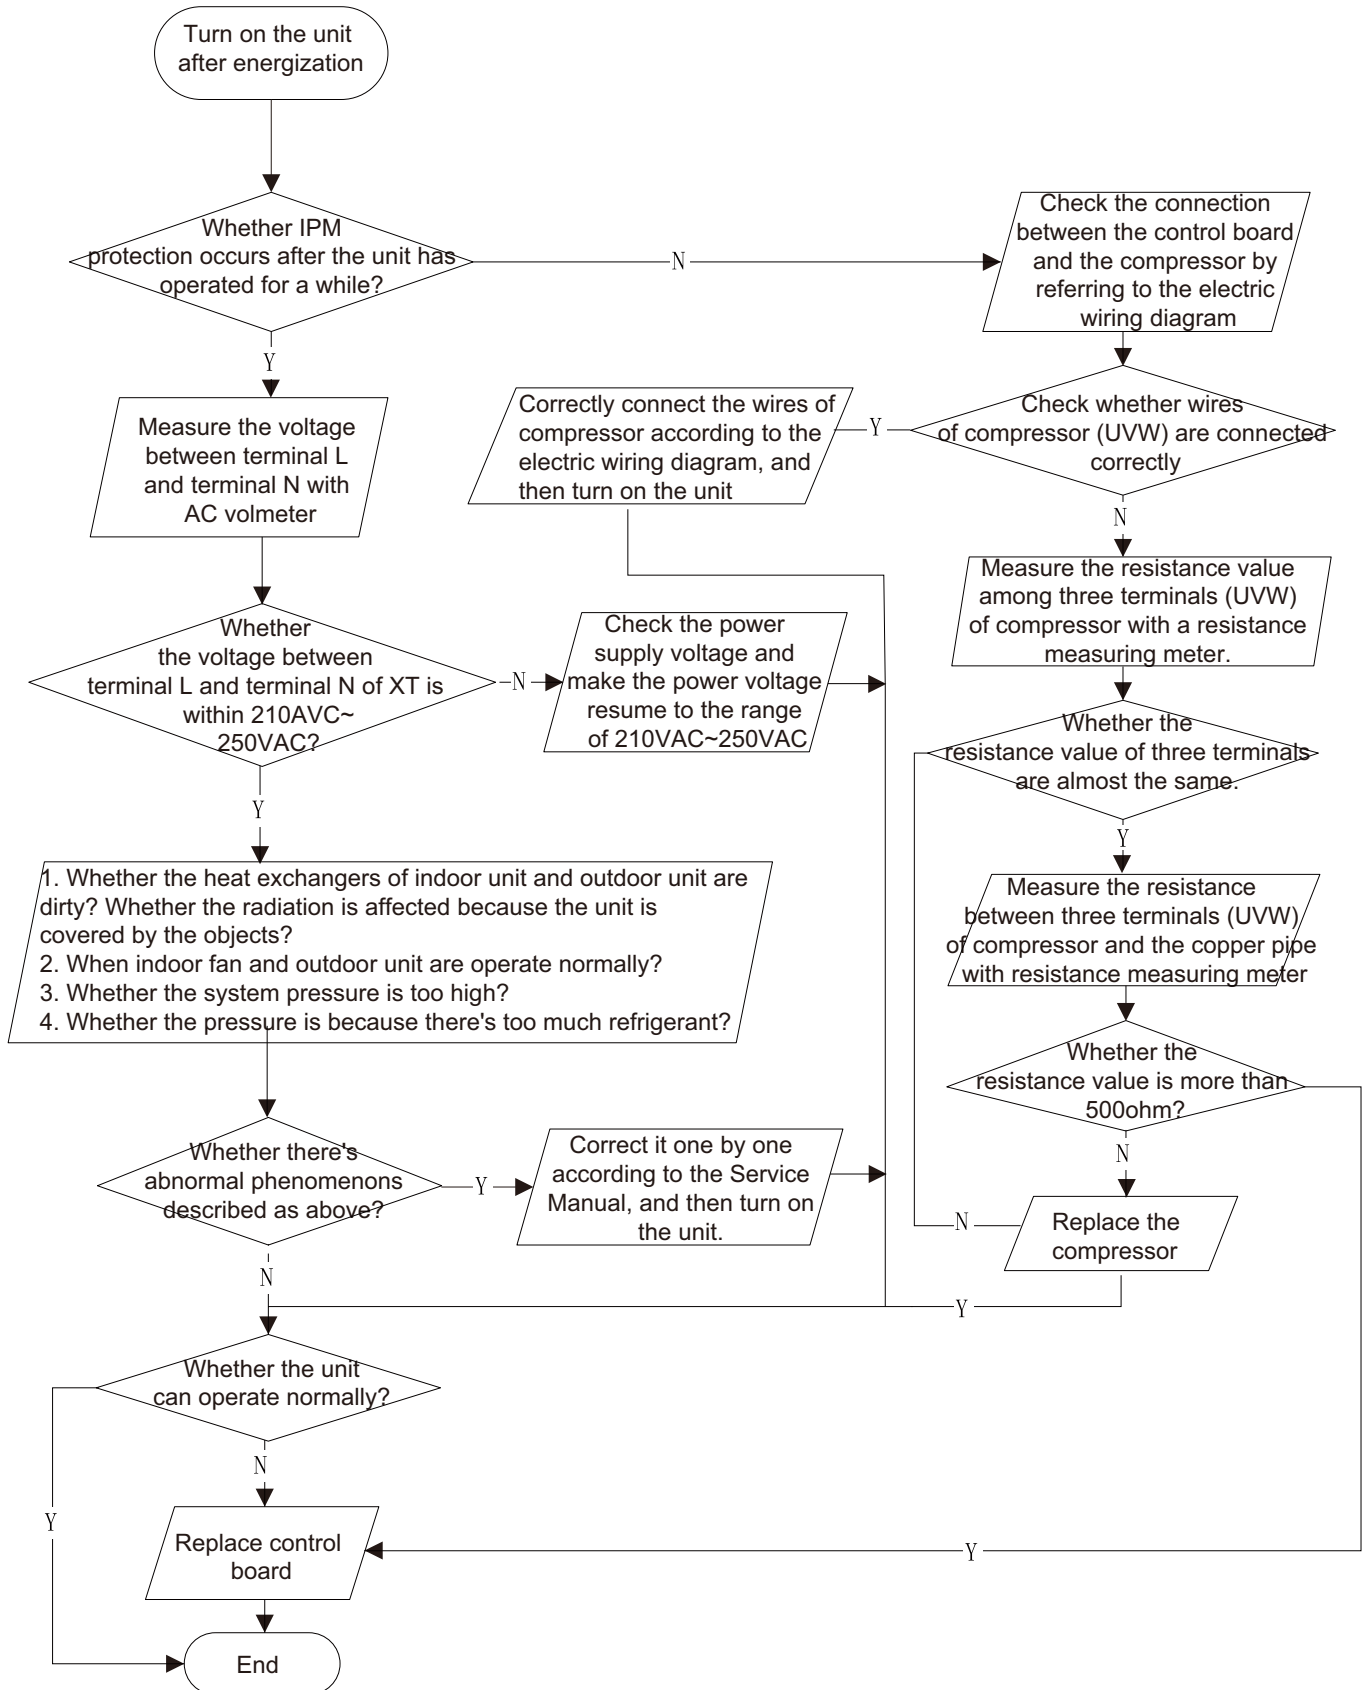 Turn on the unit
after energization
Whether IPM
protection occurs after the unit has
operated for a while?
N
Check the connection
between the control board
and the compressor by
referring to the electric
wiring diagram
Y
Measure the voltage
between terminal L
and terminal N with
AC volmeter
Correctly connect the wires of
compressor according to the
electric wiring diagram, and
then turn on the unit
Y
Check whether wires
of compressor (UVW) are connected
correctly
N
Measure the resistance value
among three terminals (UVW)
of compressor with a resistance
measuring meter.
Whether
the voltage between
terminal L and terminal N of XT is
within 210AVC~
250VAC?
N
Check the power
supply voltage and
make the power voltage
resume to the range
of 210VAC~250VAC
Whether the
resistance value of three terminals
are almost the same.
Y
Y
1. Whether the heat exchangers of indoor unit and outdoor unit are
dirty? Whether the radiation is affected because the unit is
covered by the objects?
2. When indoor fan and outdoor unit are operate normally?
3. Whether the system pressure is too high?
4. Whether the pressure is because there's too much refrigerant?
Measure the resistance
between three terminals (UVW)
of compressor and the copper pipe
with resistance measuring meter
Whether the
resistance value is more than
500ohm?
N
Whether there's
abnormal phenomenons
described as above?
Y
Correct it one by one
according to the Service
Manual, and then turn on
the unit.
N
Replace the
compressor
N
Y
Whether the unit
can operate normally?
N
Y
Replace control
board
Y
End